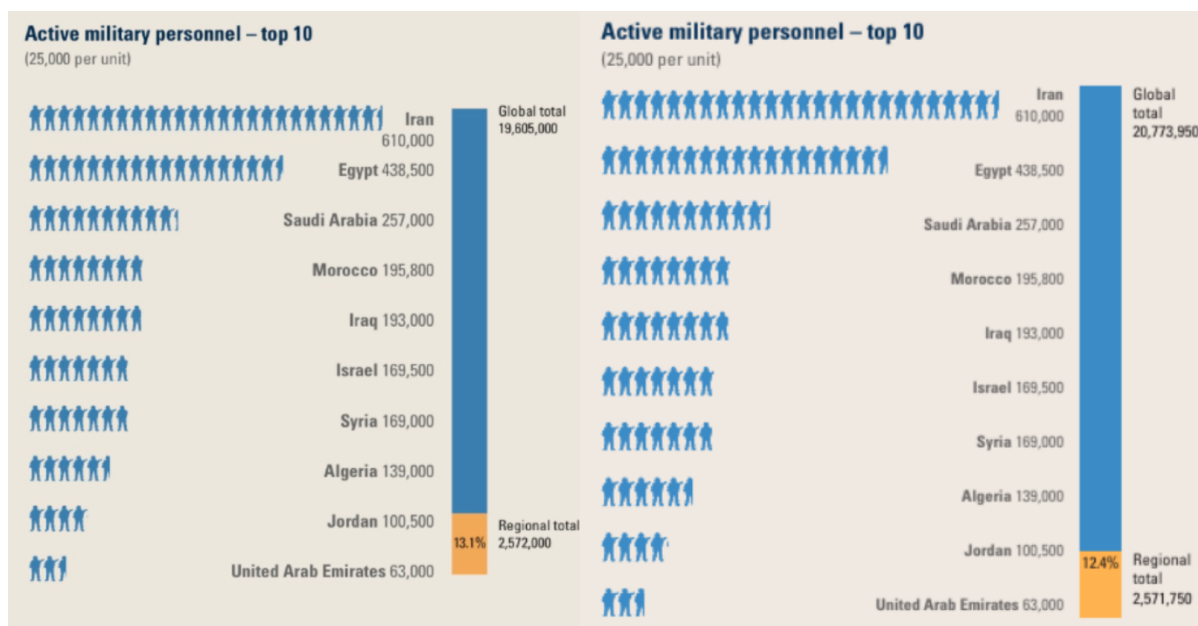 Active military personnel – top 10
(25,000 per unit)
Iran
610,000
Egypt 438,500
Saudi Arabia 257,000
Morocco 195,800
Iraq 193,000
Israel 169,500
Syria 169,000
Algeria 139,000
Jordan 100,500
United Arab Emirates 63,000
Global total
19,605,000
13.1%
Regional total
2,572,000
Active military personnel – top 10
(25,000 per unit)
Iran
610,000
Egypt 438,500
Saudi Arabia 257,000
Morocco 195,800
Iraq 193,000
Israel 169,500
Syria 169,000
Algeria 139,000
Jordan 100,500
United Arab Emirates 63,000
Global
total
20,773,950
12.4%
Regional
total
2,571,750